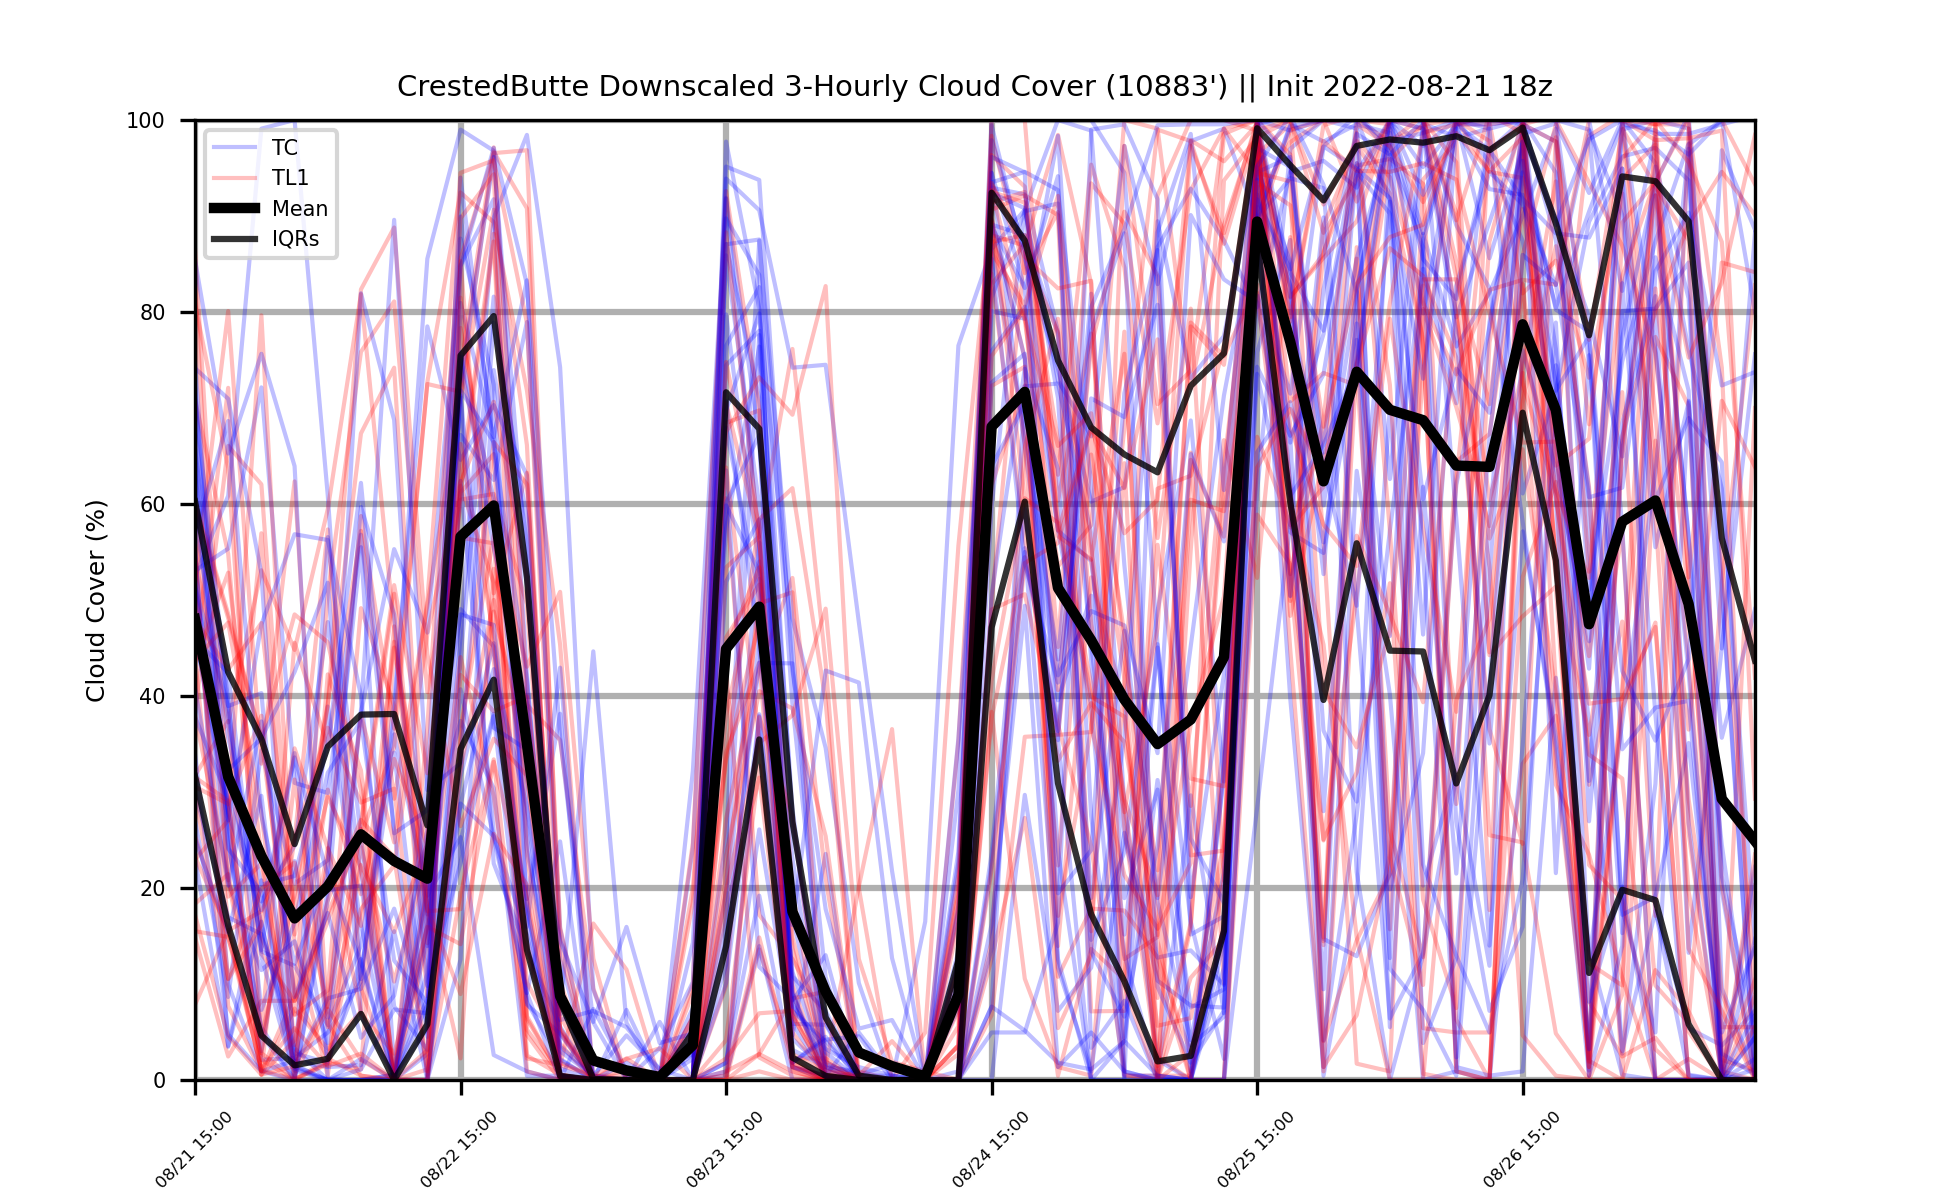 CrestedButte Downscaled 3-Hourly Cloud Cover (10883') || Init 2022-08-21 18z
TC
TL1
Mean
IQRs
Cloud Cover (%)
100
80
60
40
20
0
08/21 15:00
08/22 15:00
08/23 15:00
08/24 15:00
08/25 15:00
08/26 15:00